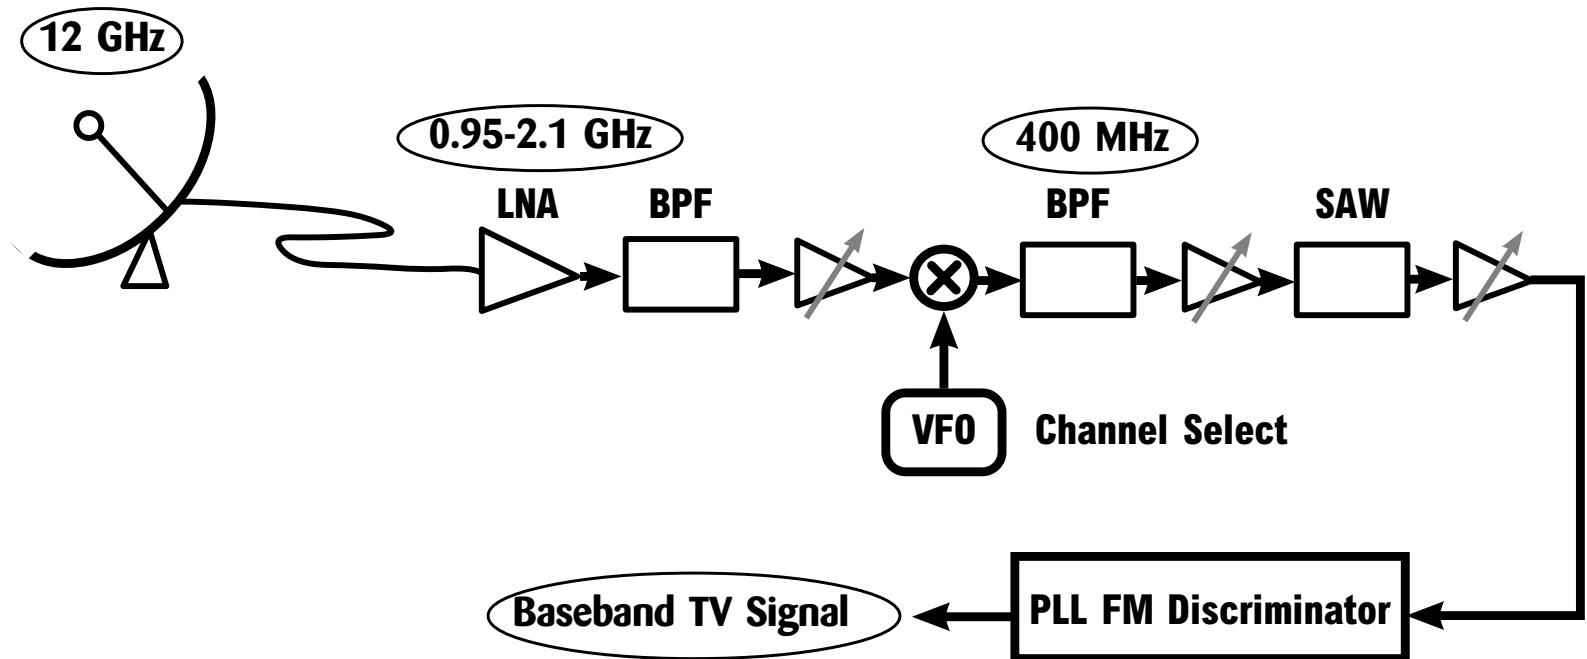 12 GHz
0.95-2.1 GHz
400 MHz
LNA
BPF
BPF
SAW
VFO
Channel Select
Baseband TV Signal
PLL FM Discriminator